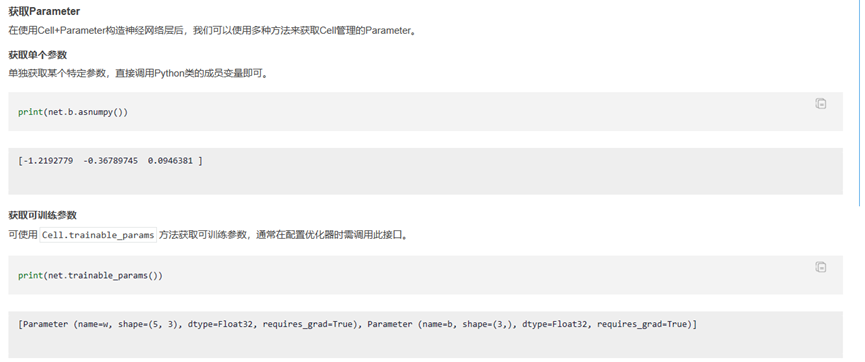 获取Parameter
在使用Cell+Parameter构造神经网络层后，我们可以使用多种方法来获取Cell管理的Parameter。
获取单个参数
单独获取某个特定参数，直接调用Python类的成员变量即可。
print(net.b.asnumpy())
[-1.2192779  -0.36789745  0.0946381 ]
获取可训练参数
可使用 Cell.trainable_params 方法获取可训练参数，通常在配置优化器时需调用此接口。
print(net.trainable_params())
[Parameter (name=w, shape=(5, 3), dtype=Float32, requires_grad=True), Parameter (name=b, shape=(3,), dtype=Float32, requires_grad=True)]